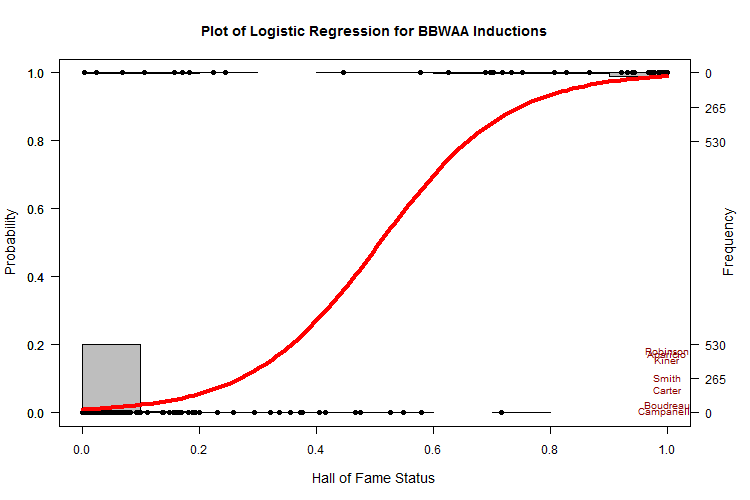 Plot of Logistic Regression for BBWAA Inductions
1.0
0.8
0.6
0.4
0.2
0.0
Probability
0
265
530
530
265
0
Frequency
Robinson
Aparicio
Kiner
Smith
Carter
Boudreau
Campanell
0.0 0.2 0.4 0.6 0.8 1.0
Hall of Fame Status